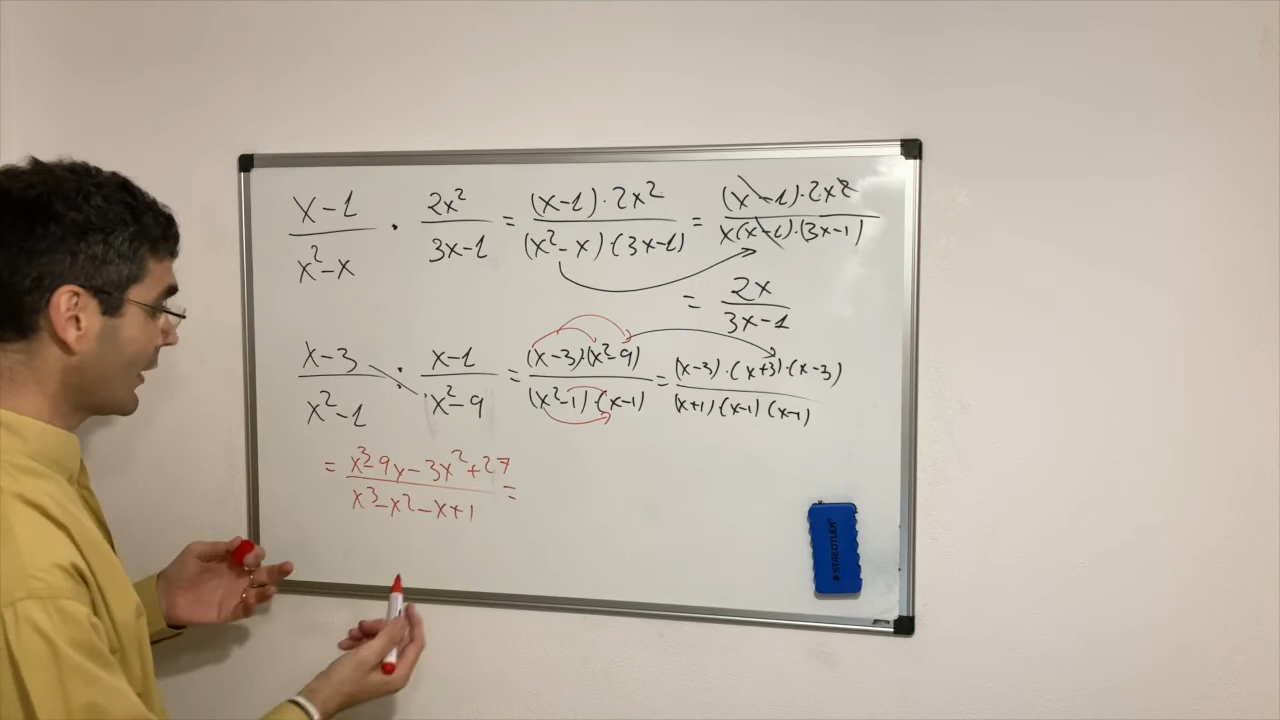 (x-1)/(x²-x) · 2x²/(3x-1) = ((x-1)·2x²)/((x²-x)·(3x-1)) = ((x-1)·2x²)/(x(x-1)·(3x-1))
= 2x/(3x-1)
(x-3)/(x²-1) : (x-1)/(x²-9) = ((x-3)·(x²-9))/((x²-1)·(x-1)) = ((x-3)·(x+3)·(x-3))/((x+1)·(x-1)(x-1))
= (x³-9x-3x²+27)/(x³-x²-x+1) =
STAEDTLER